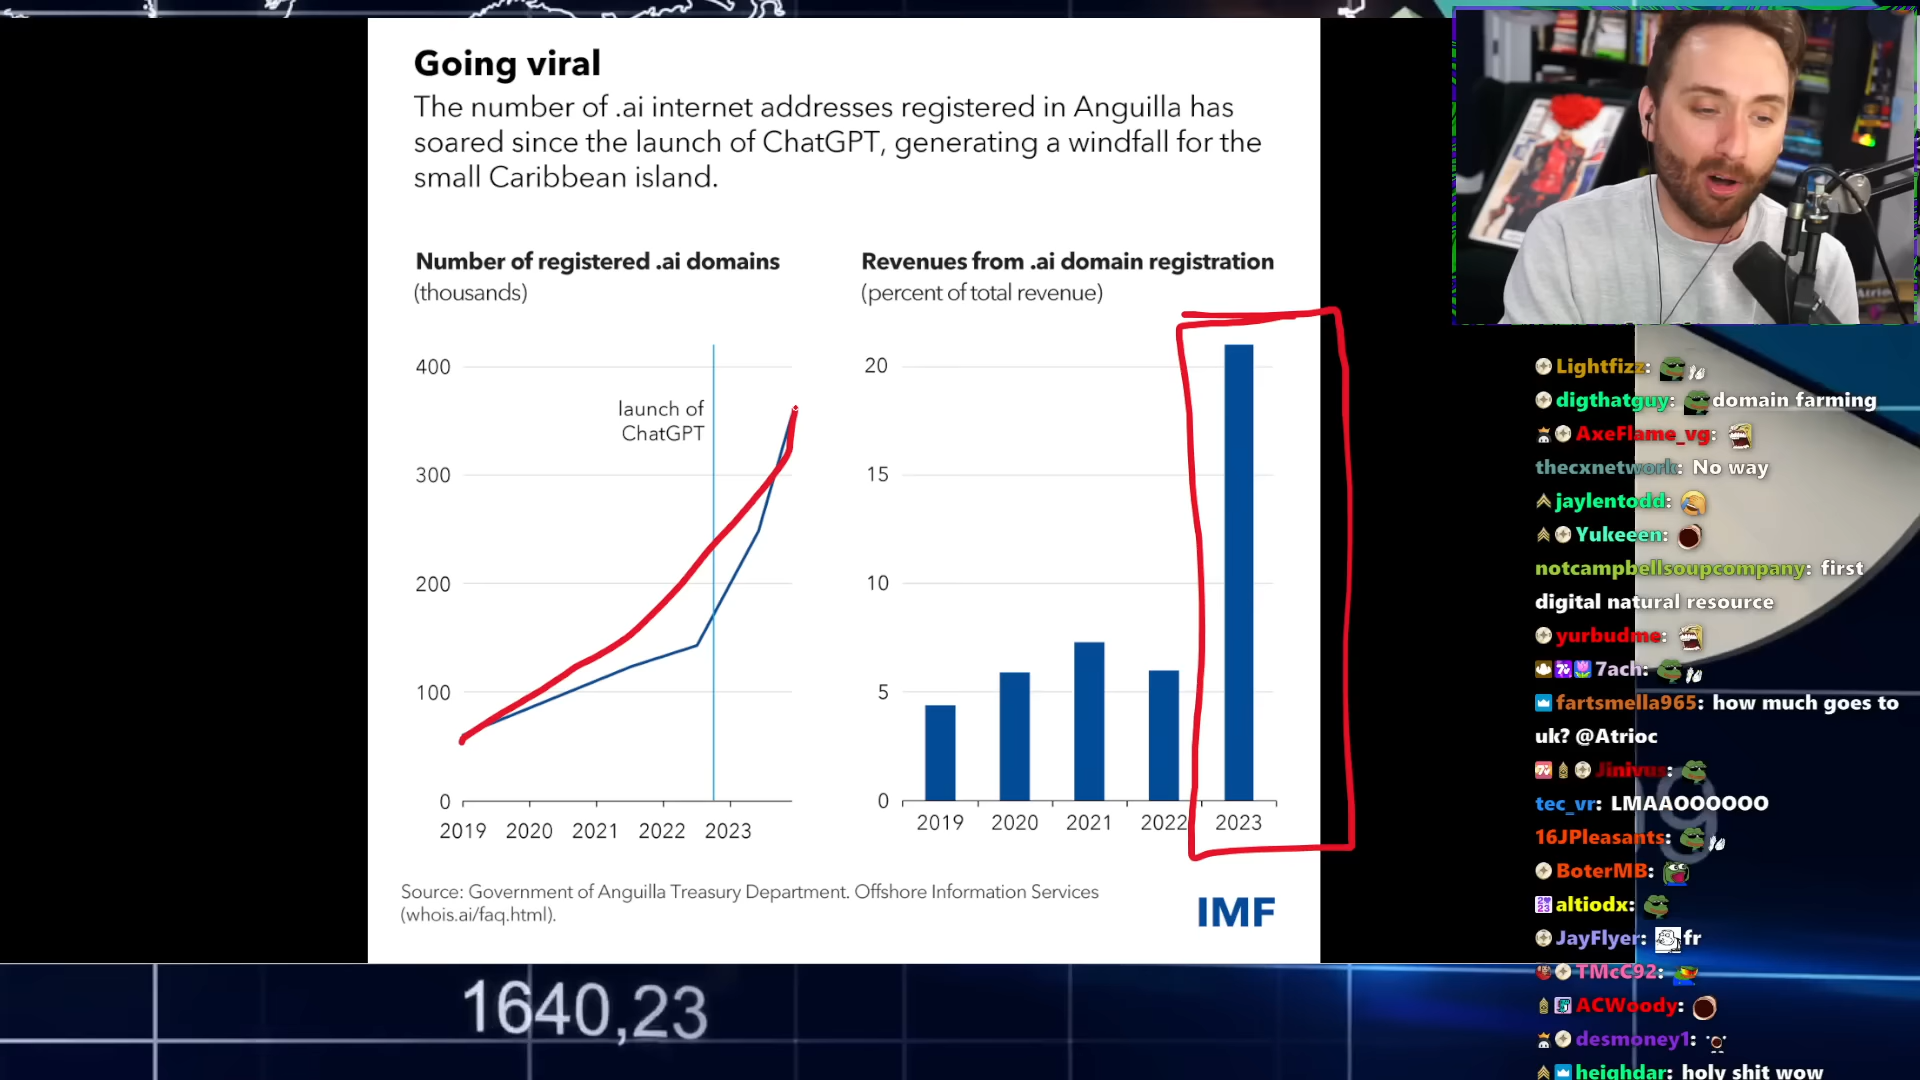 Going viral
The number of .ai internet addresses registered in Anguilla has
soared since the launch of ChatGPT, generating a windfall for the
small Caribbean island.
Number of registered .ai domains
(thousands)
400
300
200
100
0
launch of
ChatGPT
2019 2020 2021 2022 2023
Revenues from .ai domain registration
(percent of total revenue)
20
15
10
5
0
2019 2020 2021 2022 2023
Source: Government of Anguilla Treasury Department. Offshore Information Services
(whois.ai/faq.html).
IMF
1640,23
Lightfizz:
digthatguy: domain farming
AxeFlame_vg:
thecxnetwork: No way
jaylentodd:
Yukeeen:
notcampbellsoupcompany: first
digital natural resource
yurbudme:
7ach:
fartsmella965: how much goes to
uk? @Atrioc
Jinivus:
tec_vr: LMAAOOOOOO
16JPleasants:
BoterMB:
altiodx:
JayFlyer: fr
TMcC92:
ACWoody:
desmoney1:
heighdar: holy shit wow